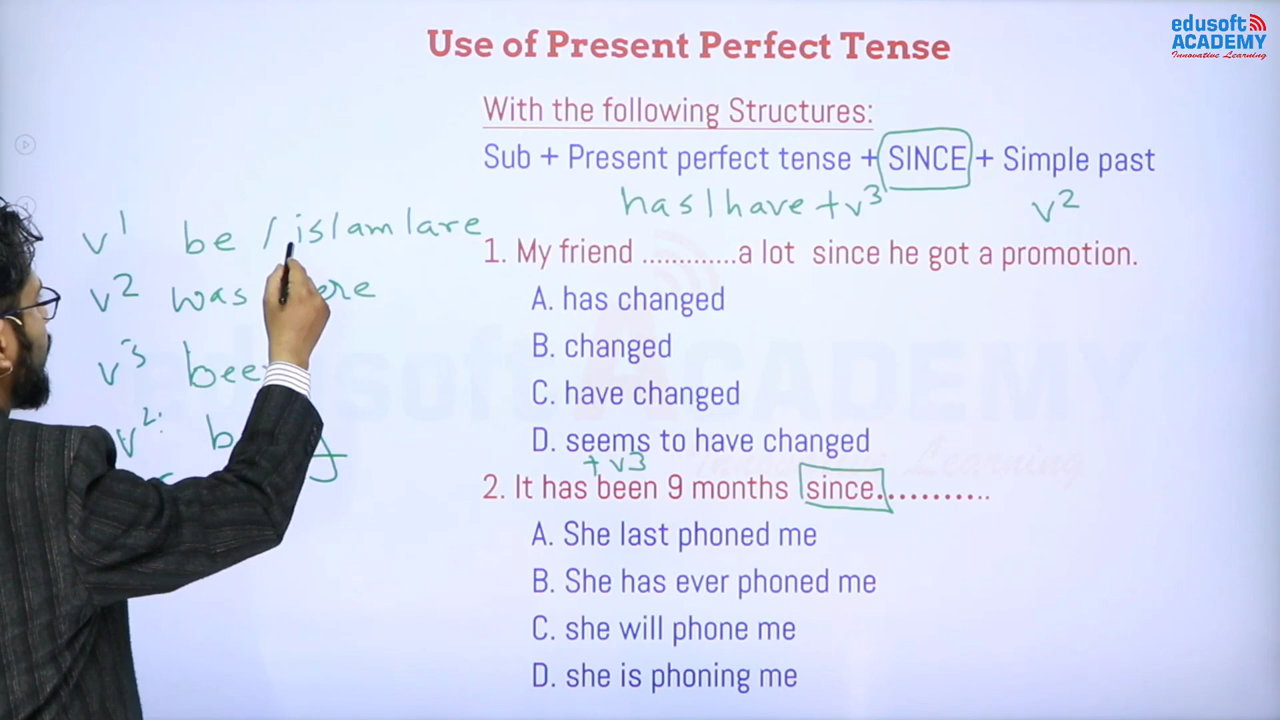 edusoft
ACADEMY
Innovative Learning
Use of Present Perfect Tense
With the following Structures:
Sub + Present perfect tense + SINCE + Simple past
has/have + v3
v2
v1 be / is/am/are
v2 was
v3
1. My friend .............a lot since he got a promotion.
A. has changed
B. changed
C. have changed
D. seems to have changed
+ v3
2. It has been 9 months since...........
A. She last phoned me
B. She has ever phoned me
C. she will phone me
D. she is phoning me